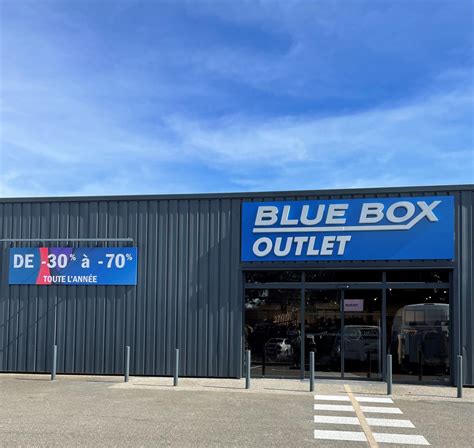 BLUE BOX
OUTLET
DE -30% à -70%
TOUTE L'ANNÉE